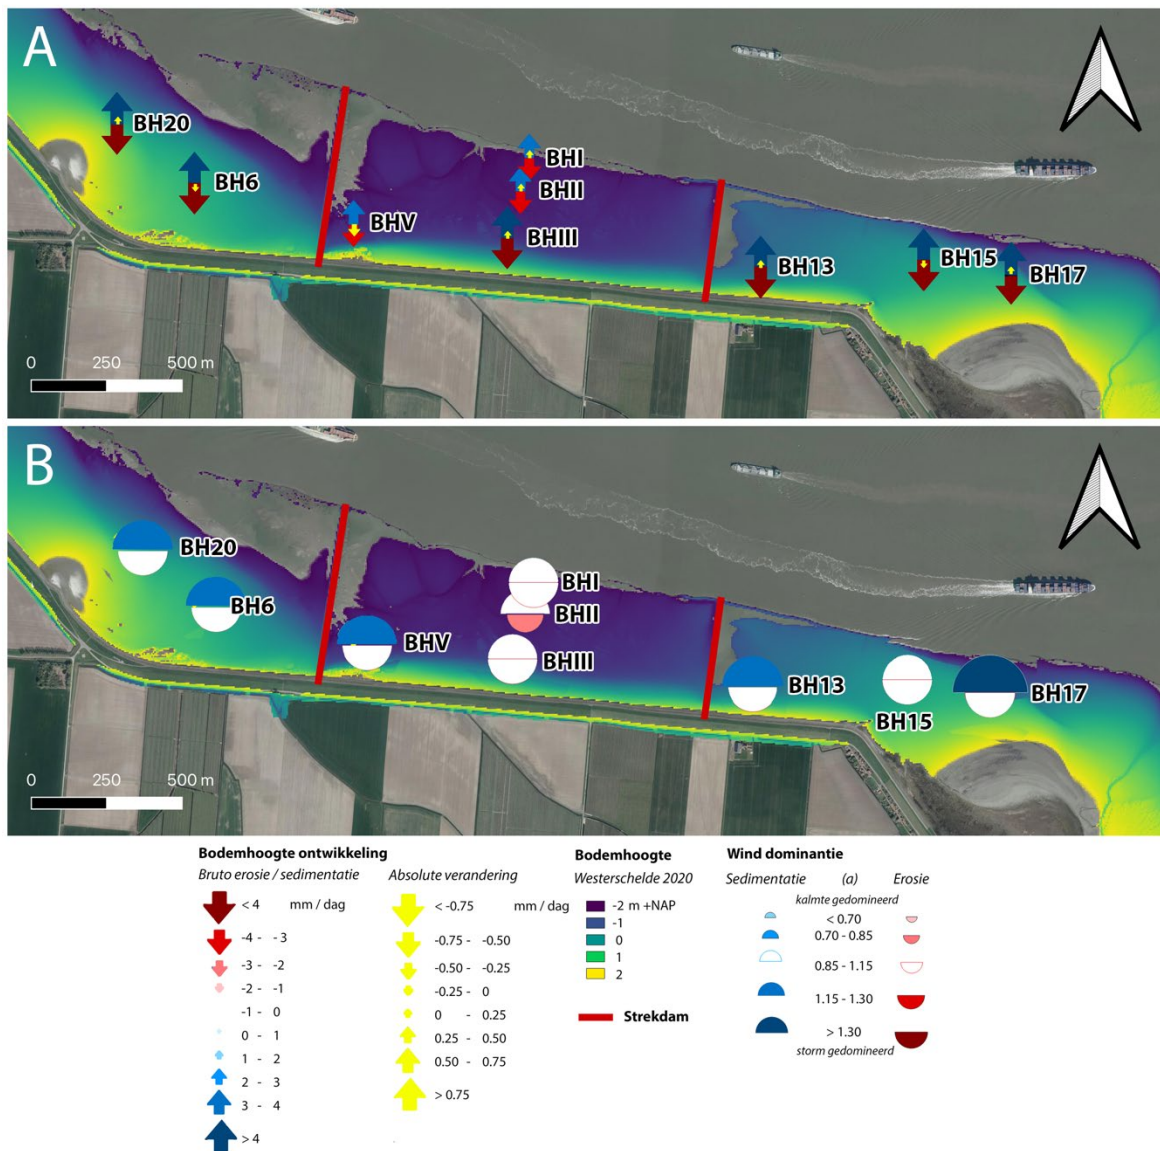 A
BH20
BH6
BHI
BHII
BHV
BHIII
BH13
BH15
BH17
0 250 500 m
B
BH20
BH6
BHI
BHII
BHV
BHIII
BH13
BH15
BH17
0 250 500 m
Bodemhoogte ontwikkeling
Bruto erosie / sedimentatie
< 4 mm / dag
-4 - - 3
-3 - -2
-2 - -1
-1 - 0
0 - 1
1 - 2
2 - 3
3 - 4
> 4
Absolute verandering
< -0.75 mm / dag
-0.75 - -0.50
-0.50 - -0.25
-0.25 - 0
0 - 0.25
0.25 - 0.50
0.50 - 0.75
> 0.75
Bodemhoogte
Westerschelde 2020
-2 m +NAP
-1
0
1
2
Strekdam
Wind dominantie
Sedimentatie (a) Erosie
kalmte gedomineerd
< 0.70
0.70 - 0.85
0.85 - 1.15
1.15 - 1.30
> 1.30
storm gedomineerd